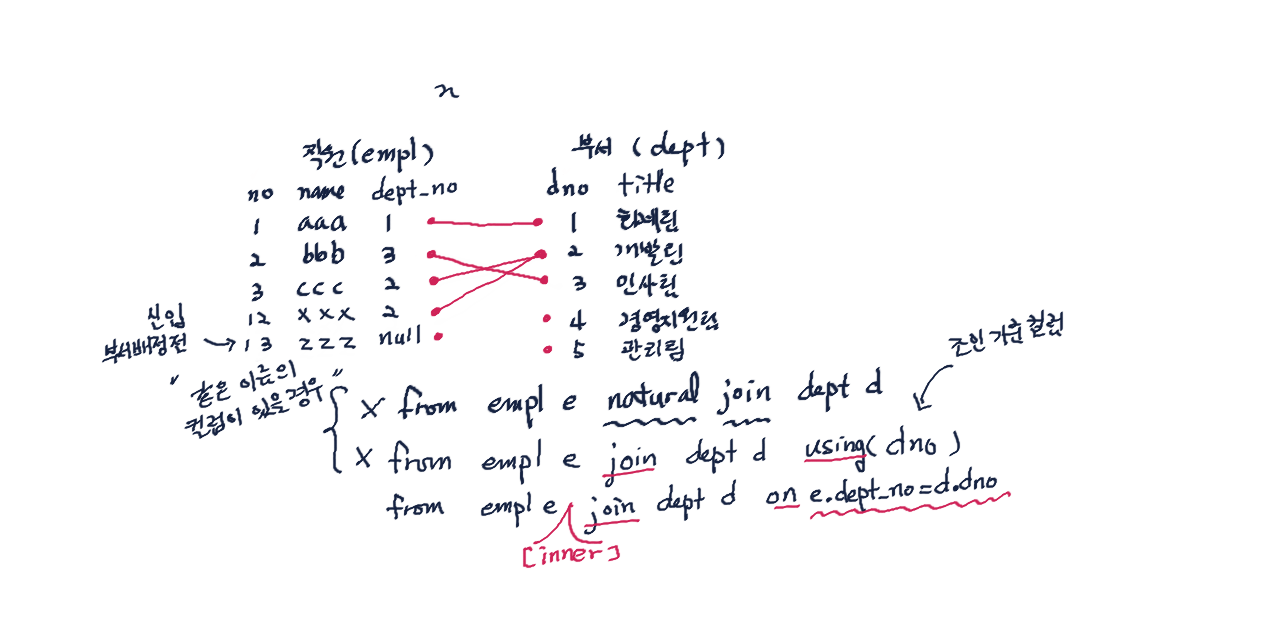 n
직원(empl) 부서 (dept)
no name dept_no dno title
1 aaa 1 1 회계팀
2 bbb 3 2 개발팀
3 ccc 2 3 인사팀
신입 12 xxx 2 4 경영지원팀
부서배정전 → 13 zzz null 5 관리팀
조인 기준 컬럼
"같은 이름의
컬럼이 있을 경우"
x from empl e natural join dept d
x from empl e join dept d using(dno)
from empl e join dept d on e.dept_no=d.dno
[inner]